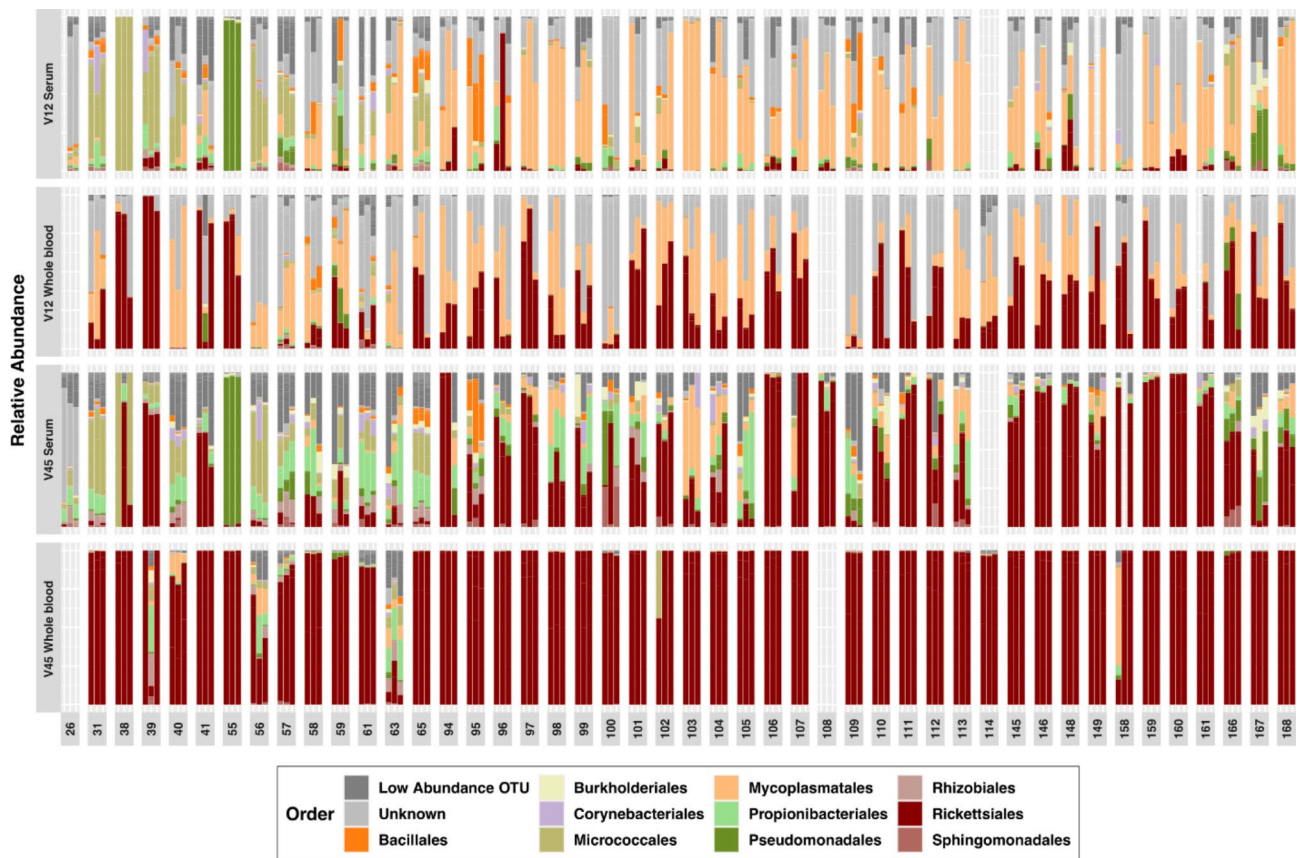 Relative Abundance
V12 Serum
V12 Whole blood
V45 Serum
V45 Whole blood
26 31 38 39 40 41 55 56 57 58 59 61 63 65 94 95 96 97 98 99 100 101 102 103 104 105 106 107 108 109 110 111 112 113 114 145 146 148 149 158 159 160 161 166 167 168
Order
Low Abundance OTU Burkholderiales Mycoplasmatales Rhizobiales
Unknown Corynebacteriales Propionibacteriales Rickettsiales
Bacillales Micrococcales Pseudomonadales Sphingomonadales